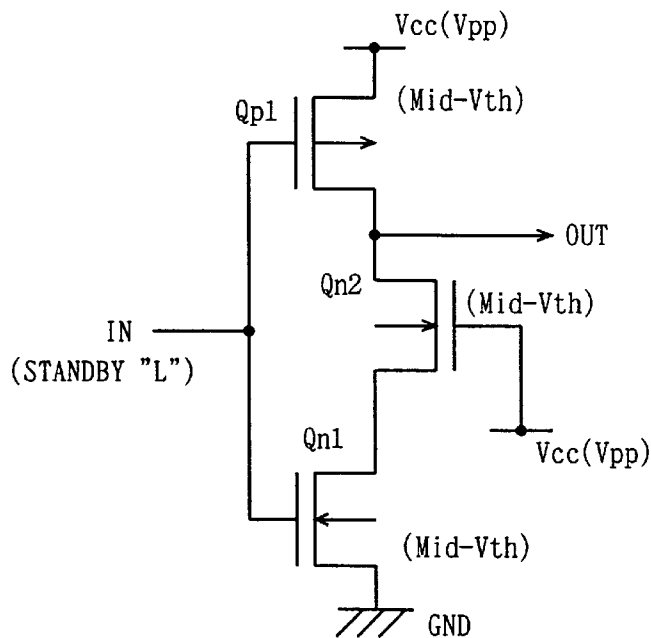 Vcc(Vpp)
Qp1
(Mid-Vth)
OUT
Qn2
(Mid-Vth)
IN
(STANDBY "L")
Qn1
Vcc(Vpp)
(Mid-Vth)
GND